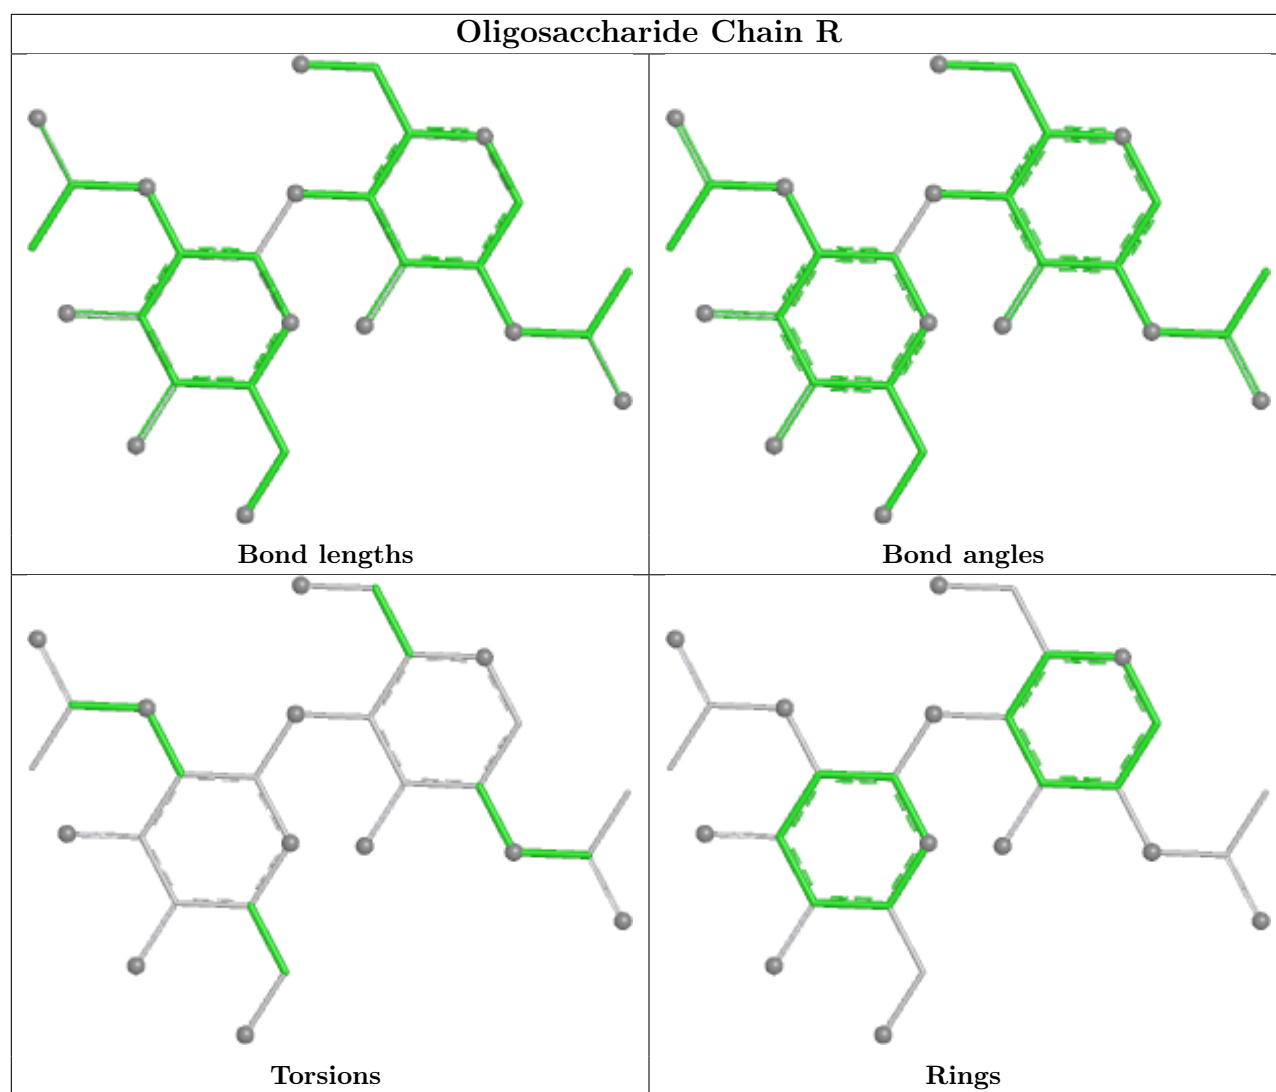 Oligosaccharide Chain R
Bond lengths
Bond angles
Torsions
Rings